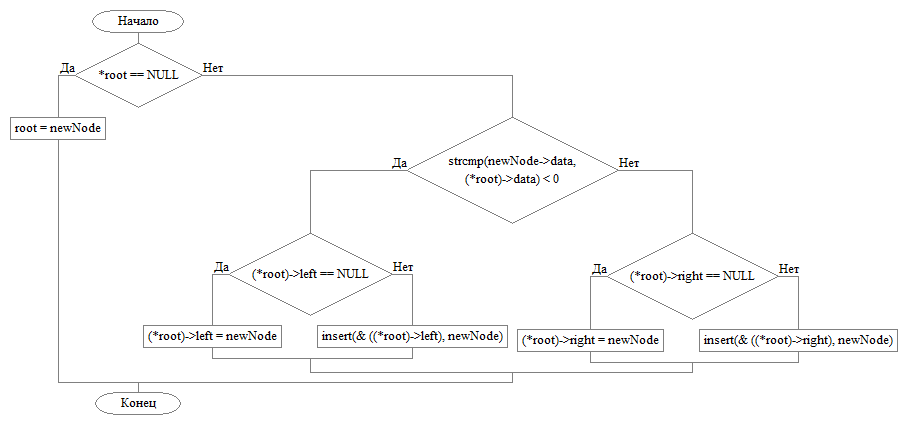 Начало
Да
*root == NULL
Нет
root = newNode
Да
strcmp(newNode->data,
(*root)->data) < 0
Нет
Да
(*root)->left == NULL
Нет
Да
(*root)->right == NULL
Нет
(*root)->left = newNode
insert(& ((*root)->left), newNode)
(*root)->right = newNode
insert(& ((*root)->right), newNode)
Конец